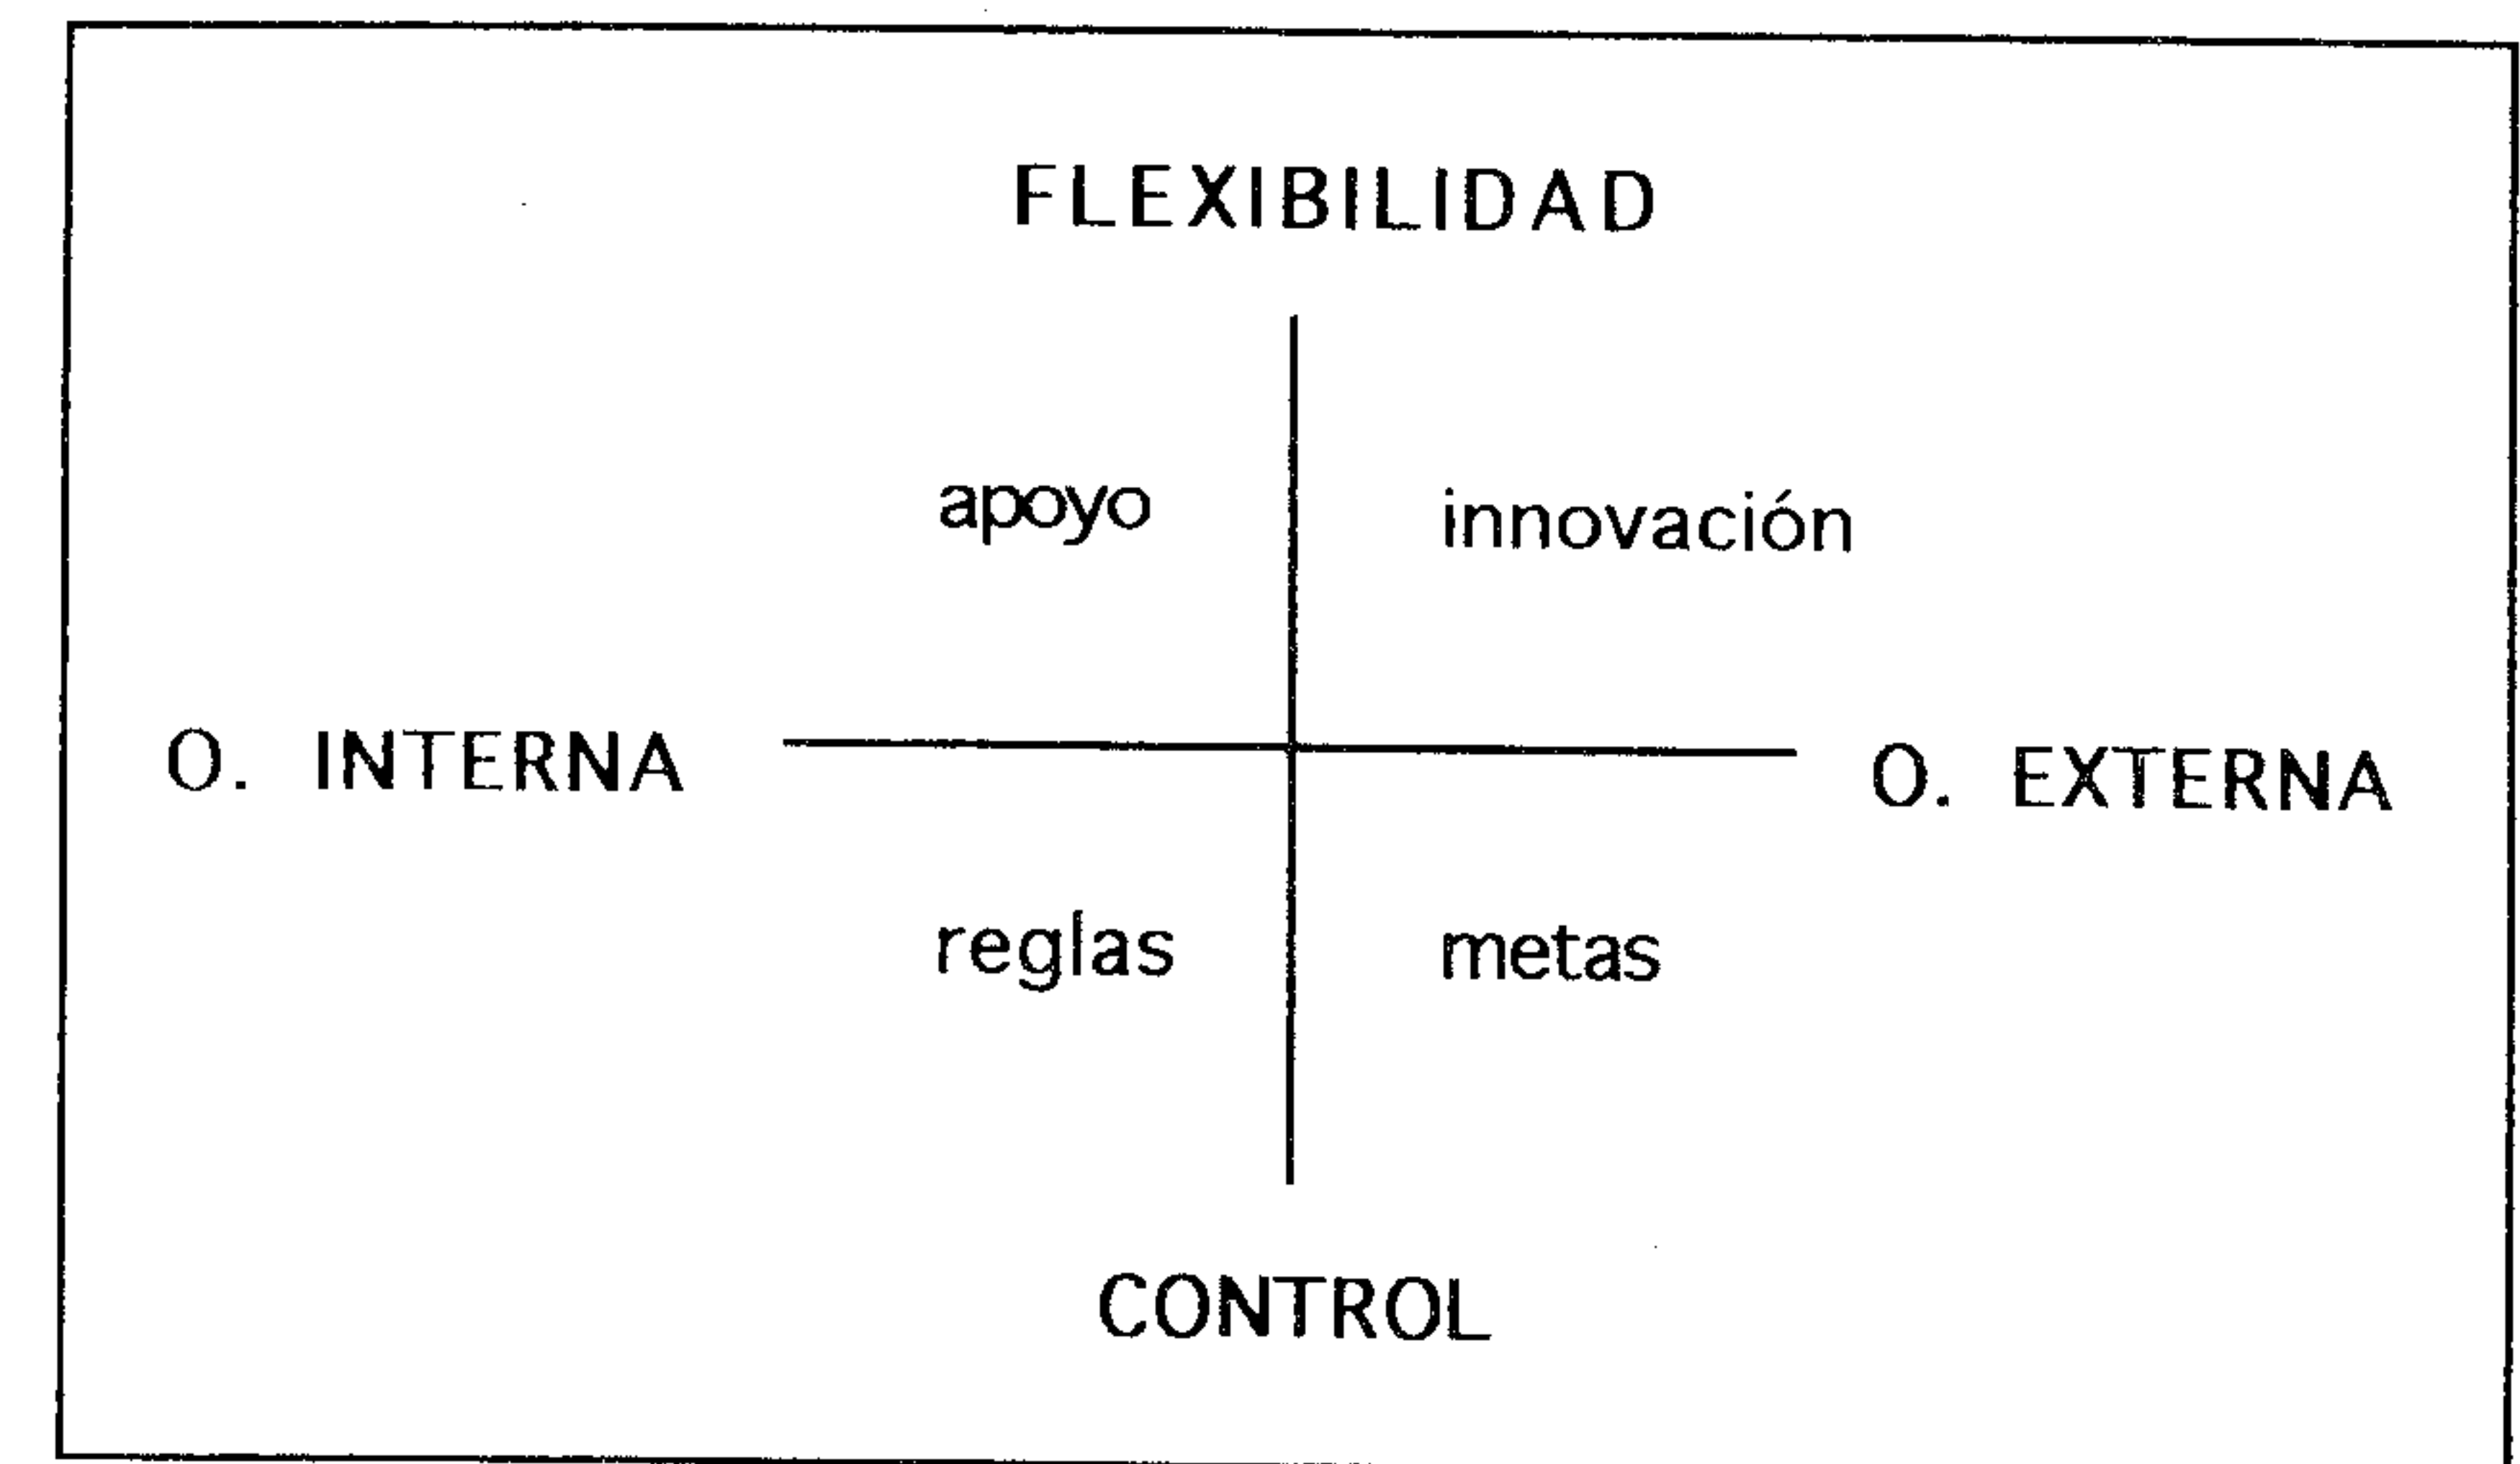 FLEXIBILIDAD
apoyo innovación
O. INTERNA O. EXTERNA
reglas metas
CONTROL